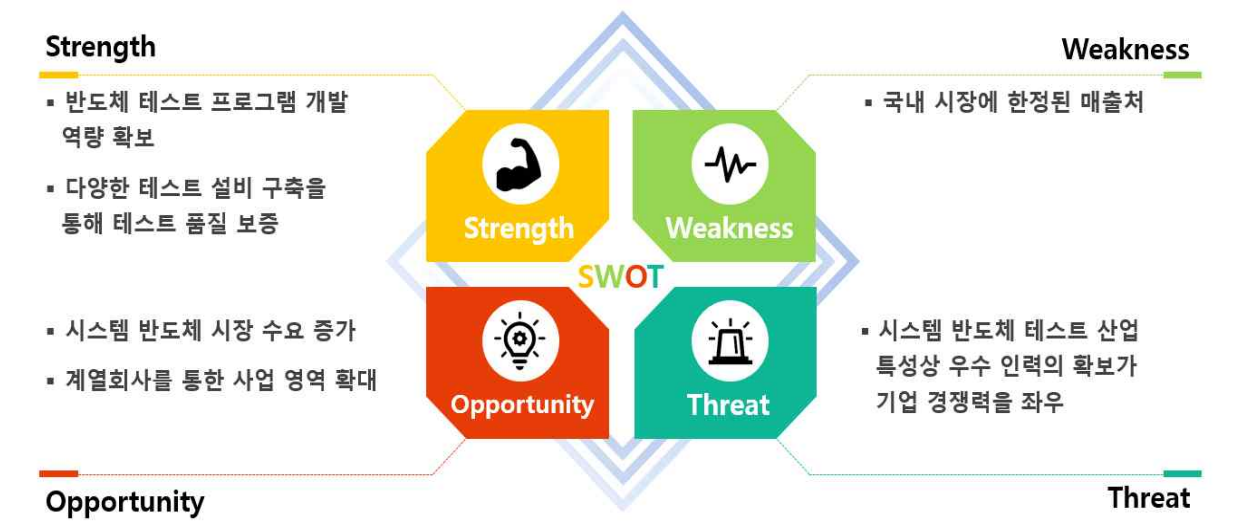 Strength
▪ 반도체 테스트 프로그램 개발
역량 확보
▪ 다양한 테스트 설비 구축을
통해 테스트 품질 보증
Weakness
▪ 국내 시장에 한정된 매출처
Strength
Weakness
SWOT
Opportunity
Threat
▪ 시스템 반도체 시장 수요 증가
▪ 계열회사를 통한 사업 영역 확대
Opportunity
▪ 시스템 반도체 테스트 산업
특성상 우수 인력의 확보가
기업 경쟁력을 좌우
Threat